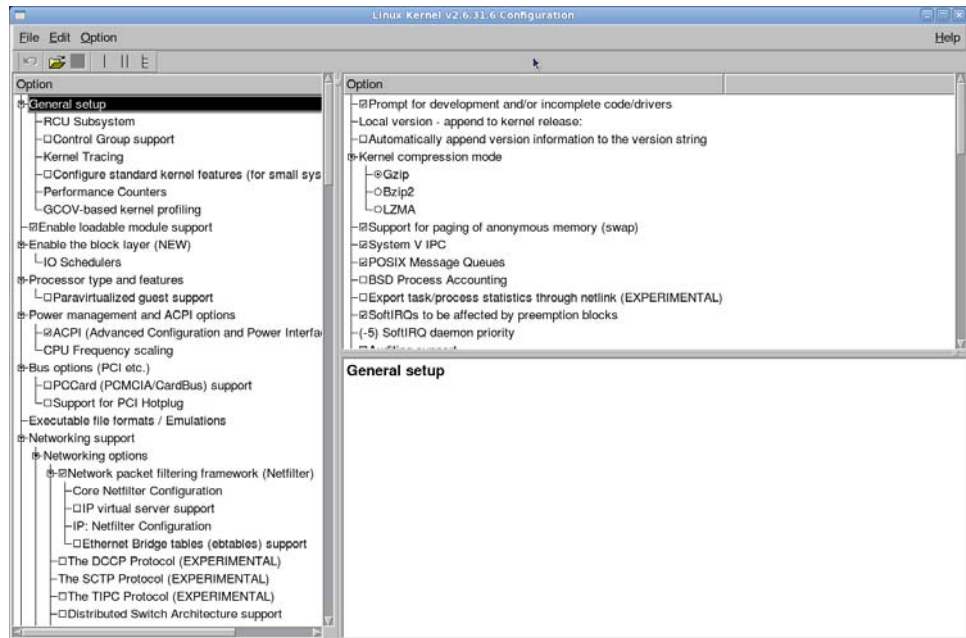 Linux Kernel v2.6.31.6 Configuration
File Edit Option Help
Option
General setup
RCU Subsystem
Control Group support
Kernel Tracing
Configure standard kernel features (for small sys
Performance Counters
GCOV-based kernel profiling
Enable loadable module support
Enable the block layer (NEW)
IO Schedulers
Processor type and features
Paravirtualized guest support
Power management and ACPI options
ACPI (Advanced Configuration and Power Interfa
CPU Frequency scaling
Bus options (PCI etc.)
PCCard (PCMCIA/CardBus) support
Support for PCI Hotplug
Executable file formats / Emulations
Networking support
Networking options
Network packet filtering framework (Netfilter)
Core Netfilter Configuration
IP virtual server support
IP: Netfilter Configuration
Ethernet Bridge tables (ebtables) support
The DCCP Protocol (EXPERIMENTAL)
The SCTP Protocol (EXPERIMENTAL)
The TIPC Protocol (EXPERIMENTAL)
Distributed Switch Architecture support
Option
Prompt for development and/or incomplete code/drivers
Local version - append to kernel release:
Automatically append version information to the version string
Kernel compression mode
Gzip
Bzip2
LZMA
Support for paging of anonymous memory (swap)
System V IPC
POSIX Message Queues
BSD Process Accounting
Export task/process statistics through netlink (EXPERIMENTAL)
SoftIRQs to be affected by preemption blocks
(-5) SoftIRQ daemon priority
General setup